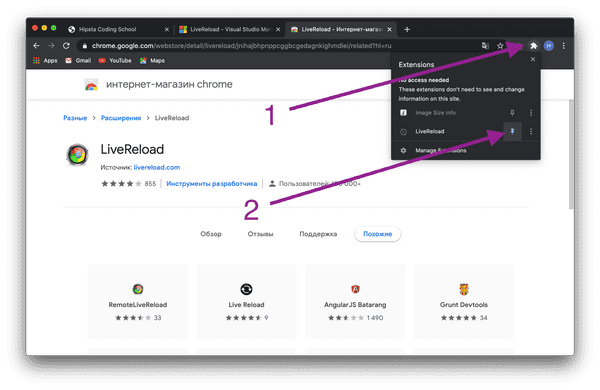 Hipsta Coding School
LiveReload - Visual Studio Mar
LiveReload - Интернет-магази
chrome.google.com/webstore/detail/livereload/jnihajbhpnppcggbcgedagnkighmdlei/related?hl=ru
Apps
Gmail
YouTube
Maps
Extensions
No access needed
These extensions don't need to see and change
information on this site.
Image Size Info
LiveReload
Manage Extensions
интернет-магазин chrome
1
Разные
Расширения
LiveReload
LiveReload
Источник: livereload.com
855
Инструменты разработчика
Пользователей:
000+
2
Обзор
Отзывы
Поддержка
Похожие
RemoteLiveReload
33
Live Reload
9
AngularJS Batarang
1 490
Grunt Devtools
34